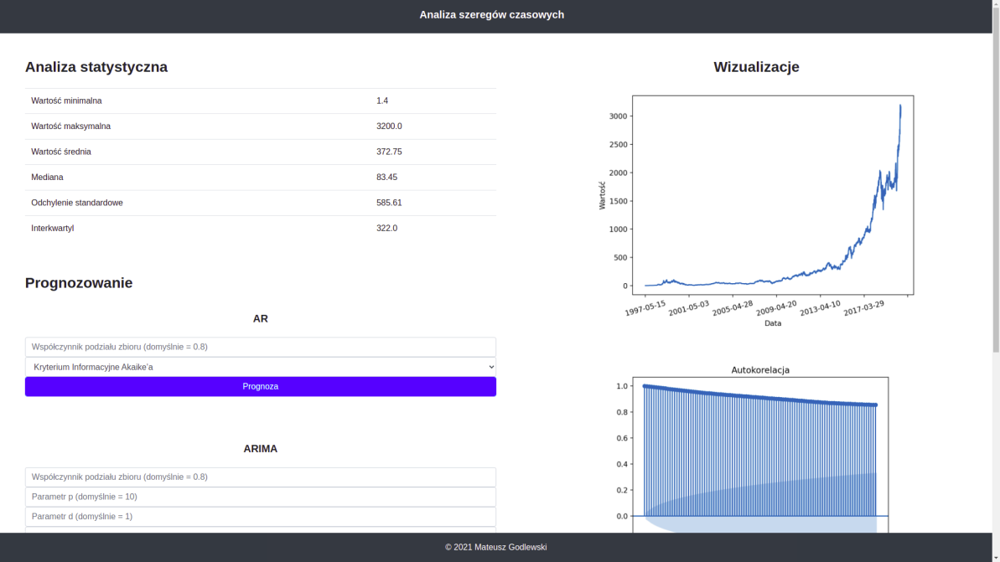 Analiza szeregów czasowych
Analiza statystyczna
Wartość minimalna 1.4
Wartość maksymalna 3200.0
Wartość średnia 372.75
Mediana 83.45
Odchylenie standardowe 585.61
Interkwartyl 322.0
Prognozowanie
AR
Współczynnik podziału zbioru (domyślnie = 0.8)
Kryterium Informacyjne Akaike'a
Prognoza
ARIMA
Współczynnik podziału zbioru (domyślnie = 0.8)
Parametr p (domyślnie = 10)
Parametr d (domyślnie = 1)
Wizualizacje
3000
2500
2000
1500
1000
500
0
Wartość
1997-05-15 2001-05-03 2005-04-28 2009-04-20 2013-04-10 2017-03-29
Data
Autokorelacja
1.0
0.8
0.6
0.4
0.2
0.0
© 2021 Mateusz Godlewski